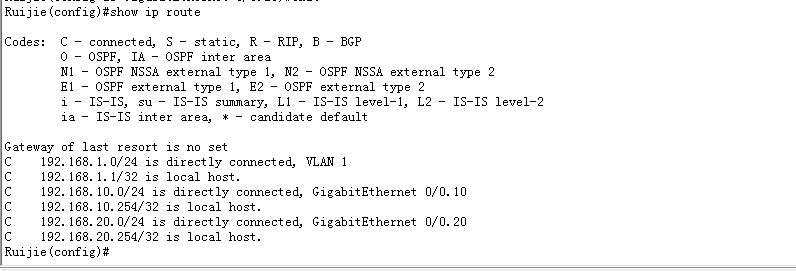 Ruijie(config)#show ip route
Codes:  C - connected, S - static, R - RIP, B - BGP
O - OSPF, IA - OSPF inter area
N1 - OSPF NSSA external type 1, N2 - OSPF NSSA external type 2
E1 - OSPF external type 1, E2 - OSPF external type 2
i - IS-IS, su - IS-IS summary, L1 - IS-IS level-1, L2 - IS-IS level-2
ia - IS-IS inter area, * - candidate default
Gateway of last resort is no set
C    192.168.1.0/24 is directly connected, VLAN 1
C    192.168.1.1/32 is local host.
C    192.168.10.0/24 is directly connected, GigabitEthernet 0/0.10
C    192.168.10.254/32 is local host.
C    192.168.20.0/24 is directly connected, GigabitEthernet 0/0.20
C    192.168.20.254/32 is local host.
Ruijie(config)#